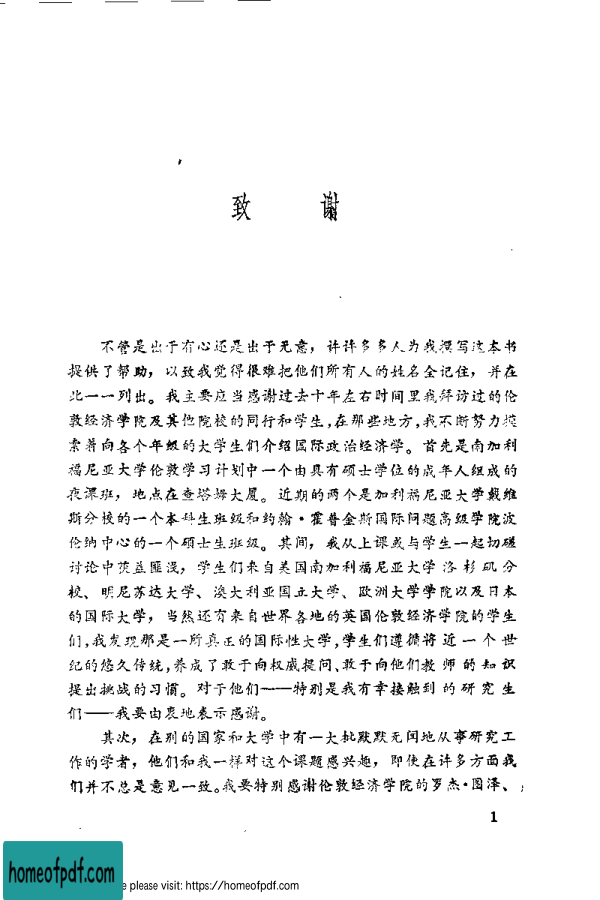 致 谢
不管是出于有心还是出于无意，许许多多人为我撰写这本书
提供了帮助，以致我觉得很难把他们所有人的姓名全记住，并在
此一一列出。我主要应当感谢过去十年左右时间里我拜访过的伦
敦经济学院及其他院校的同行和学生，在那些地方，我不断努力摸
索着向各个年级的大学生们介绍国际政治经济学。首先是南加利
福尼亚大学伦敦学习计划中一个由具有硕士学位的成年人组成的
夜课班，地点在查塔姆大厦。近期的两个是加利福尼亚大学戴维
斯分校的一个本科生班级和约翰·霍普金斯国际问题高级学院波
伦纳中心的一个硕士生班级。其间，我从上课或与学生一起切磋
讨论中获益匪浅，学生们来自美国南加利福尼亚大学洛杉矶分
校、明尼苏达大学、澳大利亚国立大学、欧洲大学学院以及日本
的国际大学，当然还有来自世界各地的英国伦敦经济学院的学生
们，我发现那是一所真正的国际性大学，学生们遵循将近一个世
纪的悠久传统，养成了敢于向权威提问、敢于向他们教师的知识
提出挑战的习惯。对于他们——特别是我有幸接触到的研究生
们——我要由衷地表示感谢。
其次，在别的国家和大学中有一大批默默无闻地从事研究工
作的学者，他们和我一样对这个课题感兴趣，即使在许多方面我
们并不总是意见一致。我要特别感谢伦敦经济学院的罗杰·图泽、
1
homeofpdf.com
e please visit: https://homeofpdf.com